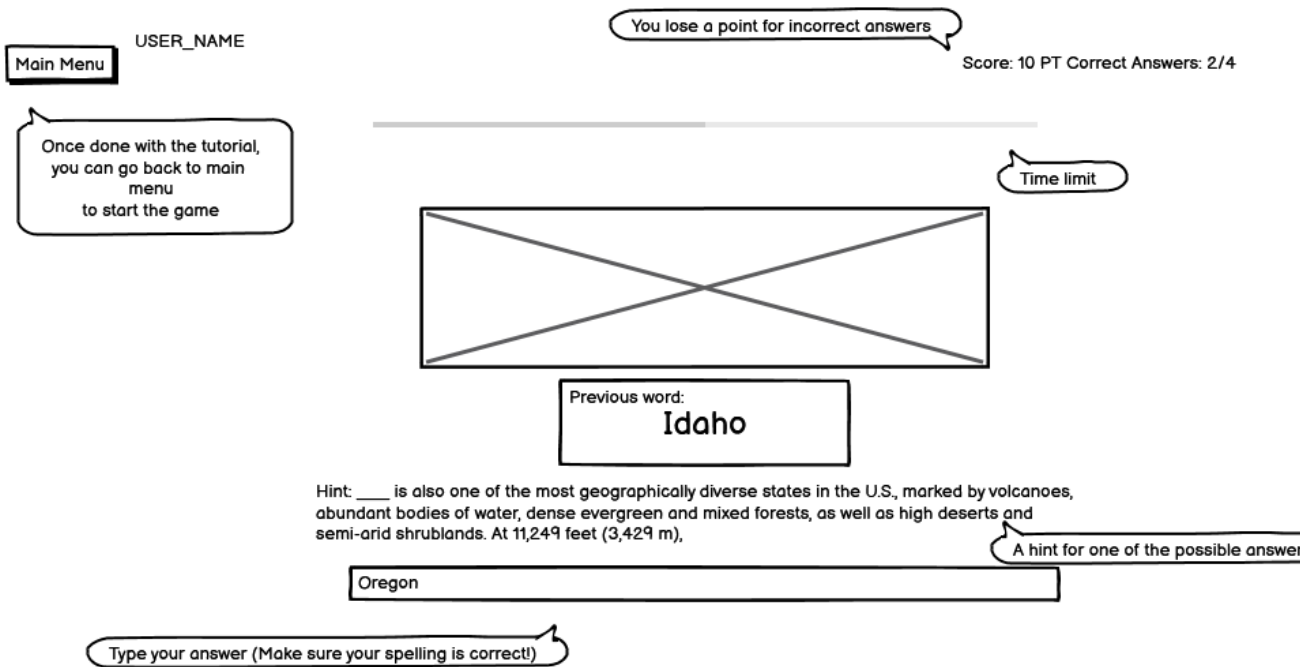 You lose a point for incorrect answers
USER_NAME
Main Menu
Score: 10 PT Correct Answers: 2/4
Once done with the tutorial,
you can go back to main
menu
to start the game
Time limit
Previous word:
Idaho
Hint: ___ is also one of the most geographically diverse states in the U.S., marked by volcanoes,
abundant bodies of water, dense evergreen and mixed forests, as well as high deserts and
semi-arid shrublands. At 11,249 feet (3,429 m),
A hint for one of the possible answer
Oregon
Type your answer (Make sure your spelling is correct!)